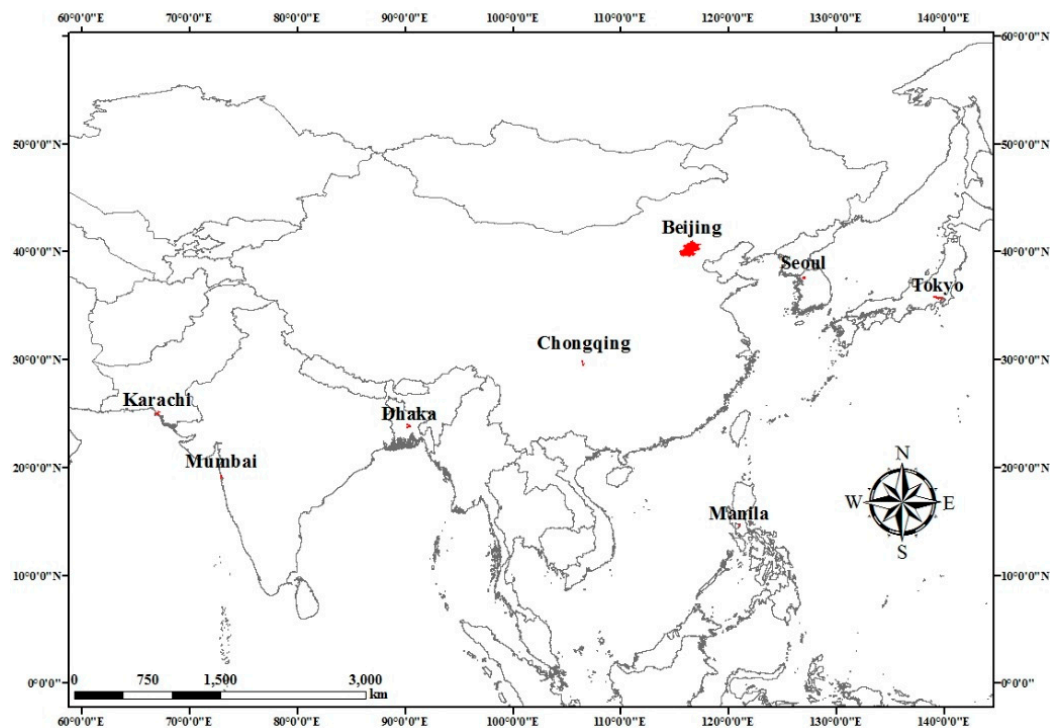 60°0'0"E 70°0'0"E 80°0'0"E 90°0'0"E 100°0'0"E 110°0'0"E 120°0'0"E 130°0'0"E 140°0'0"E
60°0'0"N
50°0'0"N 50°0'0"N
Beijing
40°0'0"N 40°0'0"N
Seoul
Tokyo
Chongqing
30°0'0"N 30°0'0"N
Karachi
Dhaka
Mumbai
20°0'0"N 20°0'0"N
N
W E
S
Manila
10°0'0"N 10°0'0"N
0 750 1,500 3,000
km
0°0'0" 0°0'0"
60°0'0"E 70°0'0"E 80°0'0"E 90°0'0"E 100°0'0"E 110°0'0"E 120°0'0"E 130°0'0"E 140°0'0"E